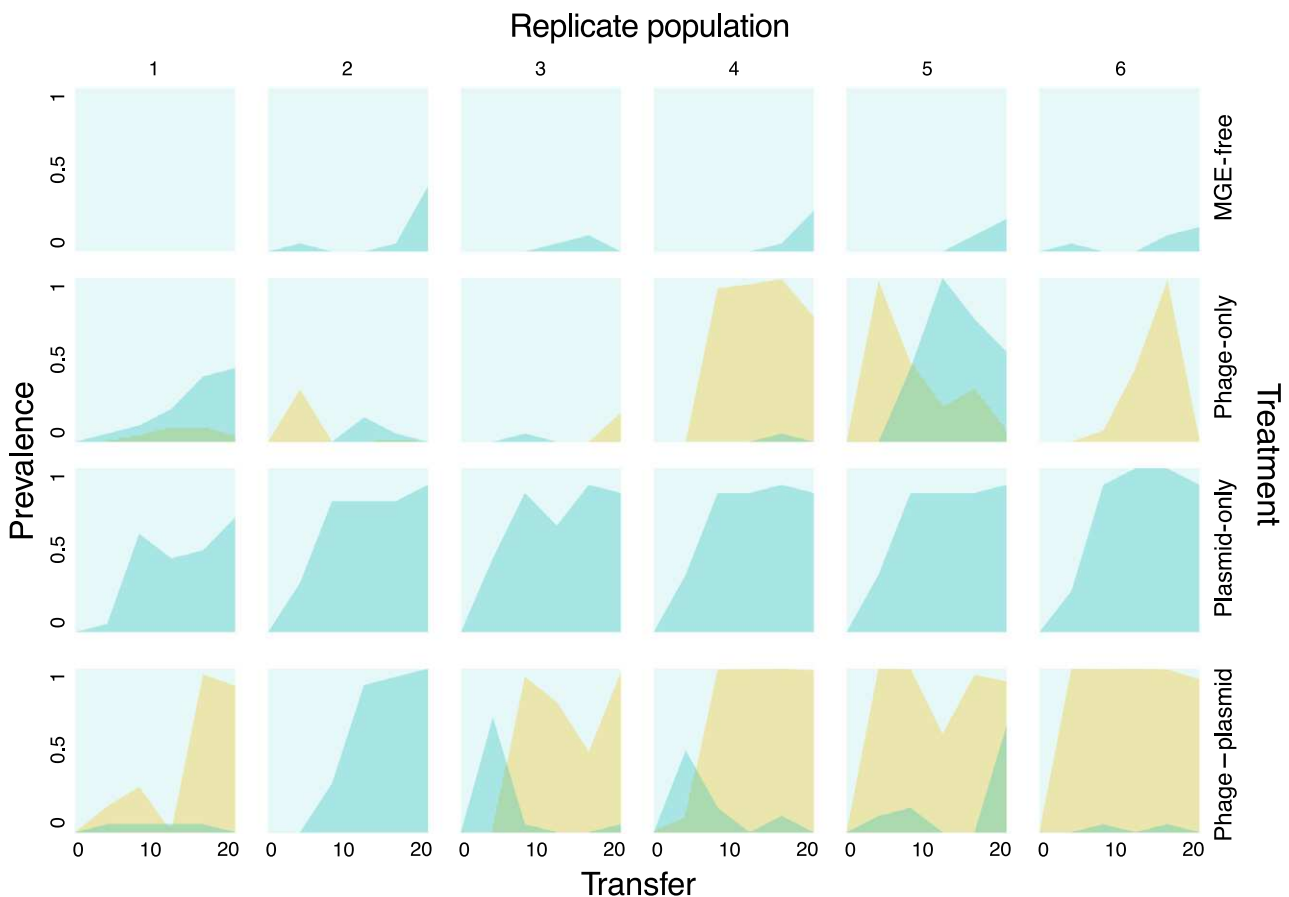 Replicate population
1 2 3 4 5 6
1
0.5
0
MGE-free
1
0.5
0
Phage-only
Prevalence
Treatment
1
0.5
0
Plasmid-only
1
0.5
0
Phage–plasmid
0 10 20 0 10 20 0 10 20 0 10 20 0 10 20 0 10 20
Transfer